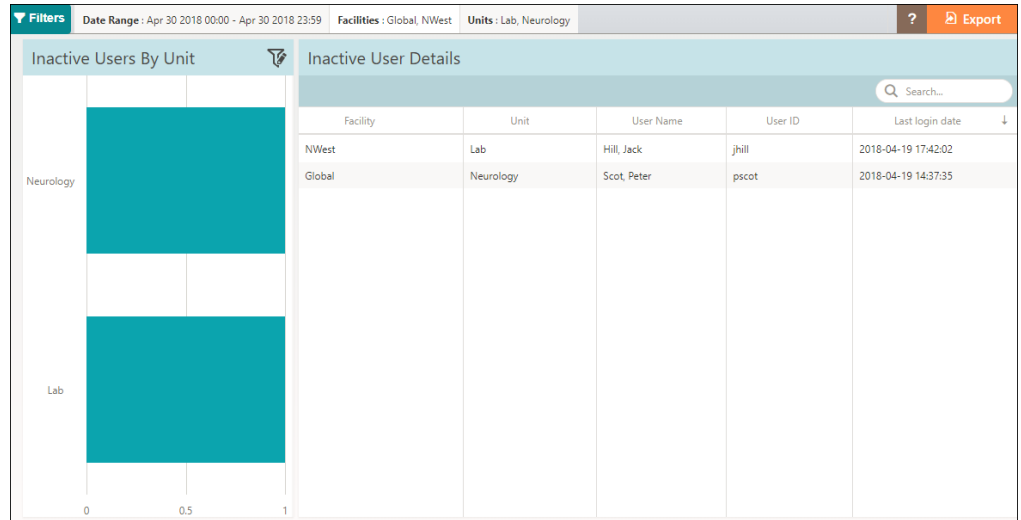 Filters Date Range : Apr 30 2018 00:00 - Apr 30 2018 23:59 Facilities : Global, NWest Units : Lab, Neurology ? Export
Inactive Users By Unit
Neurology
Lab
0 0.5 1
Inactive User Details
Search...
Facility Unit User Name User ID Last login date ↓
NWest Lab Hill, Jack jhill 2018-04-19 17:42:02
Global Neurology Scot, Peter pscot 2018-04-19 14:37:35